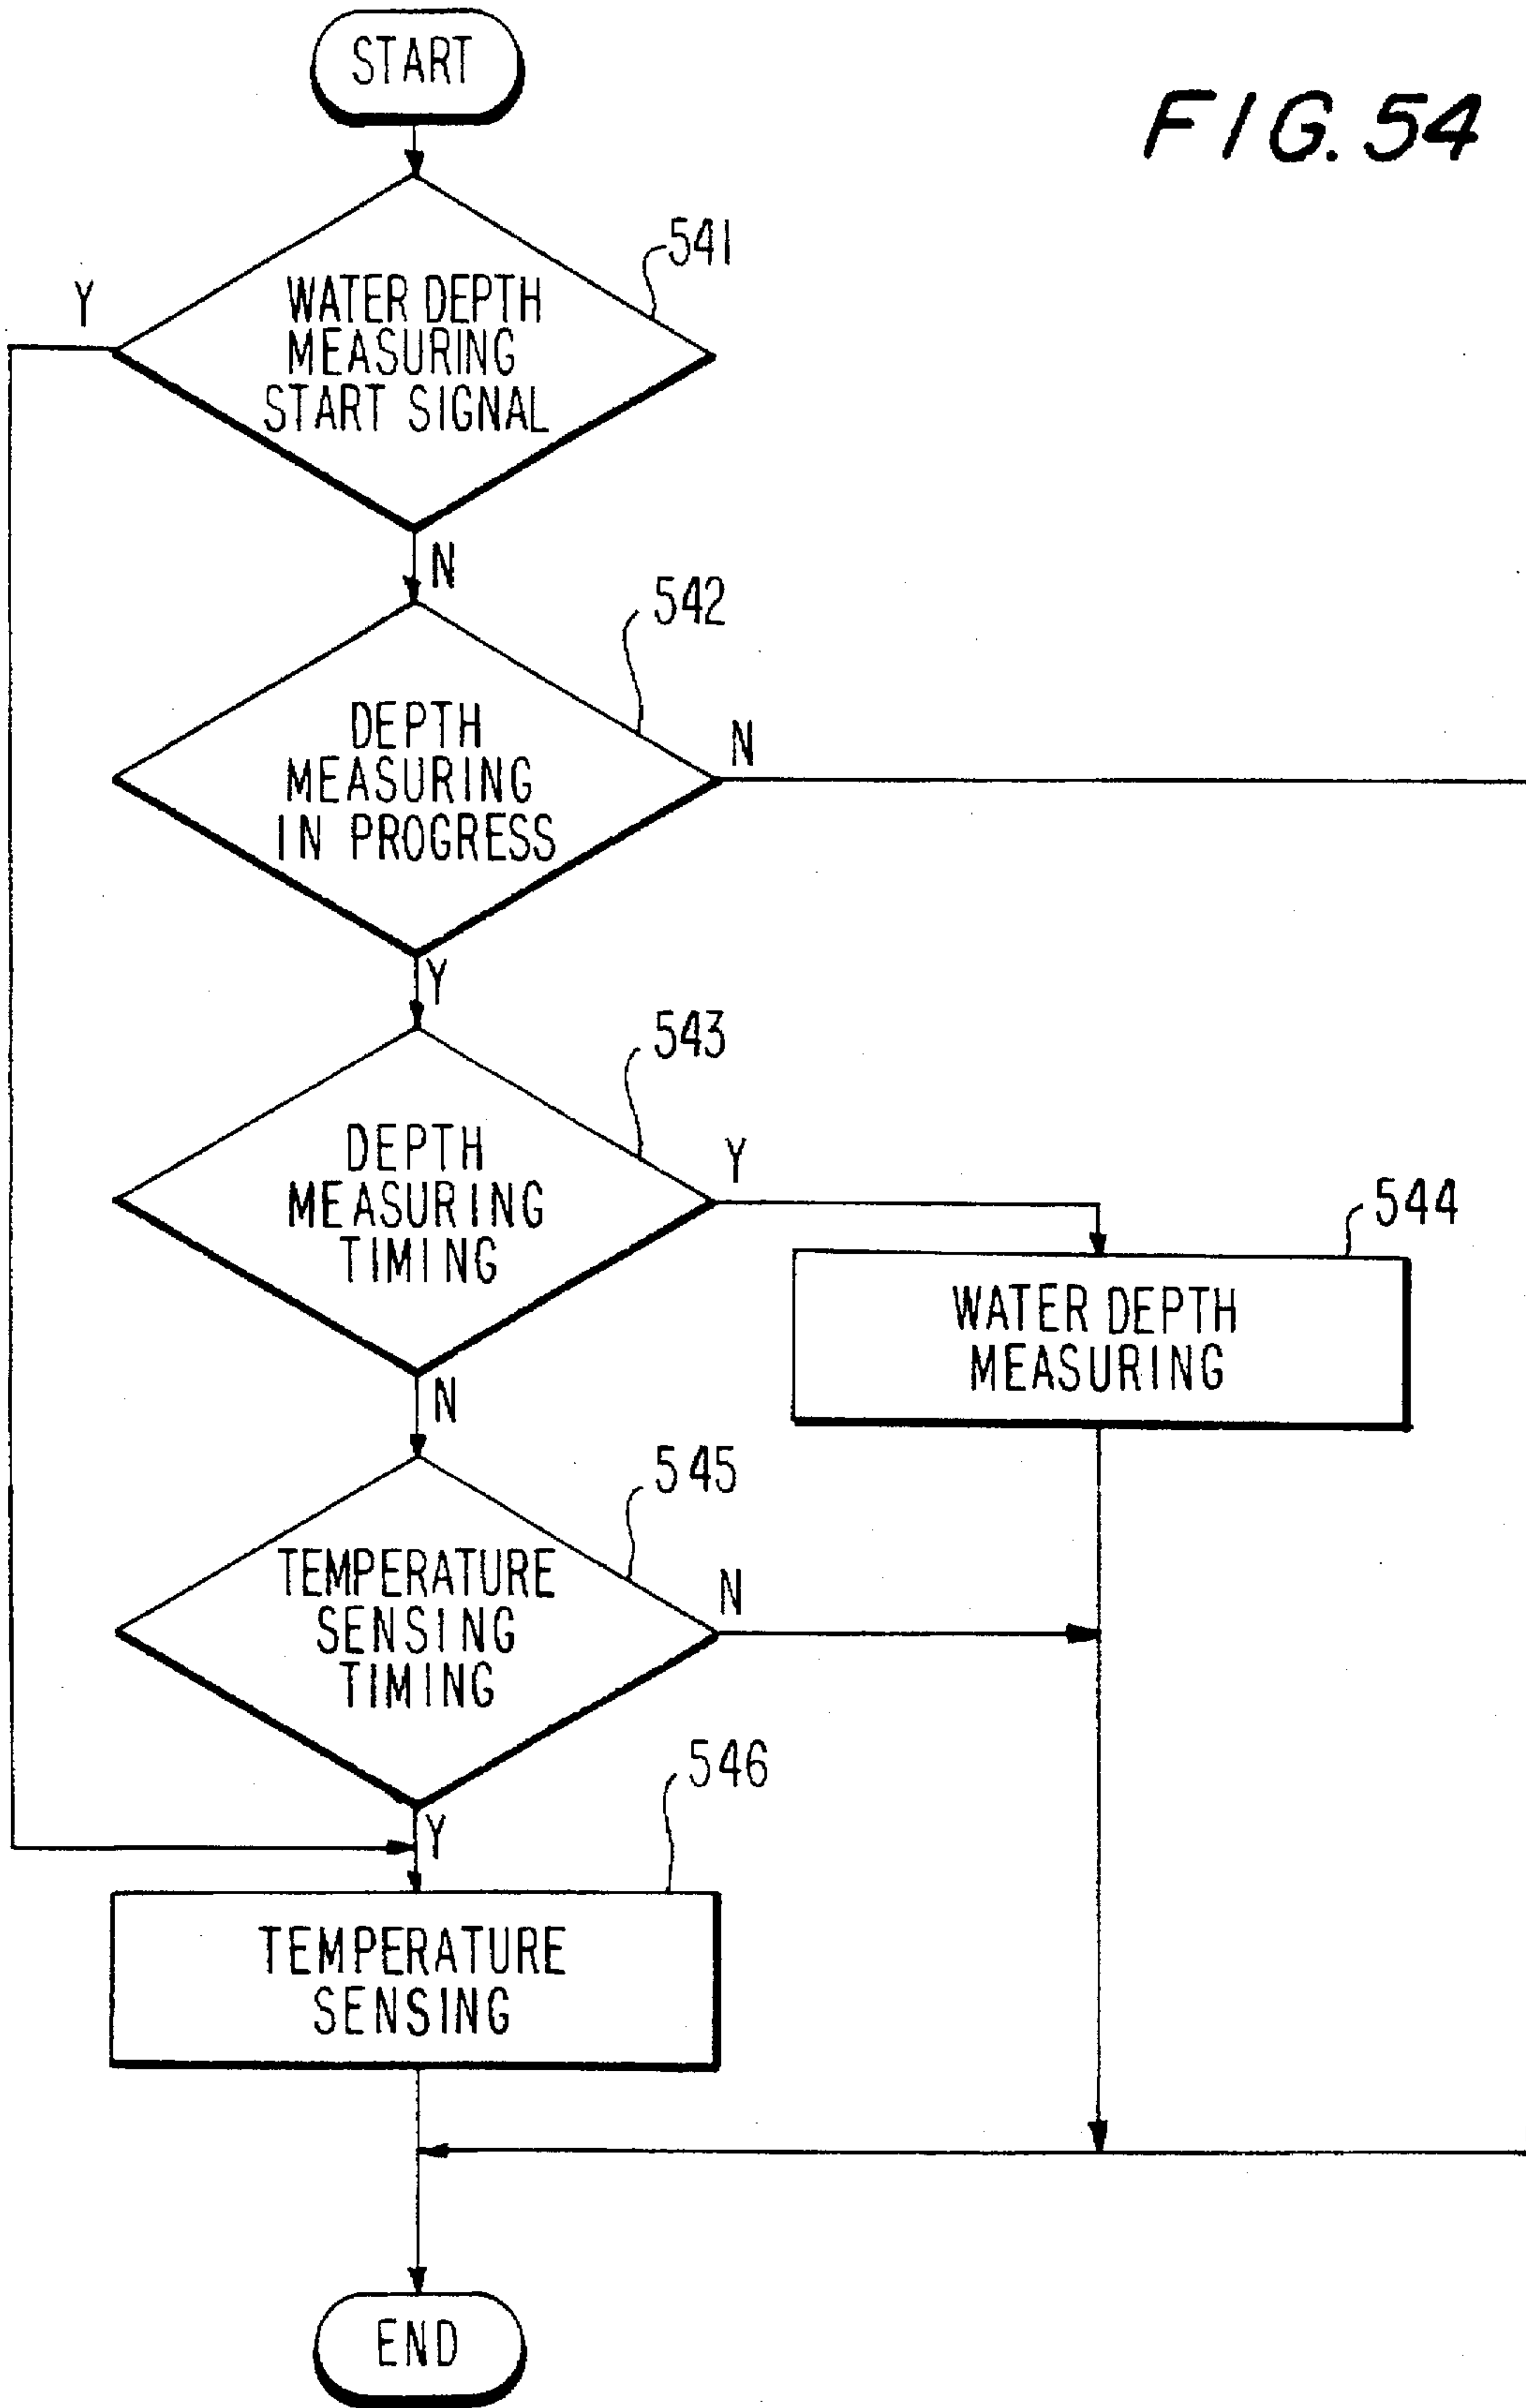 START
FIG. 54
541
Y
WATER DEPTH
MEASURING
START SIGNAL
N
542
DEPTH
MEASURING
IN PROGRESS
N
Y
543
DEPTH
MEASURING
TIMING
Y
544
WATER DEPTH
MEASURING
N
545
TEMPERATURE
SENSING
TIMING
N
546
Y
TEMPERATURE
SENSING
END